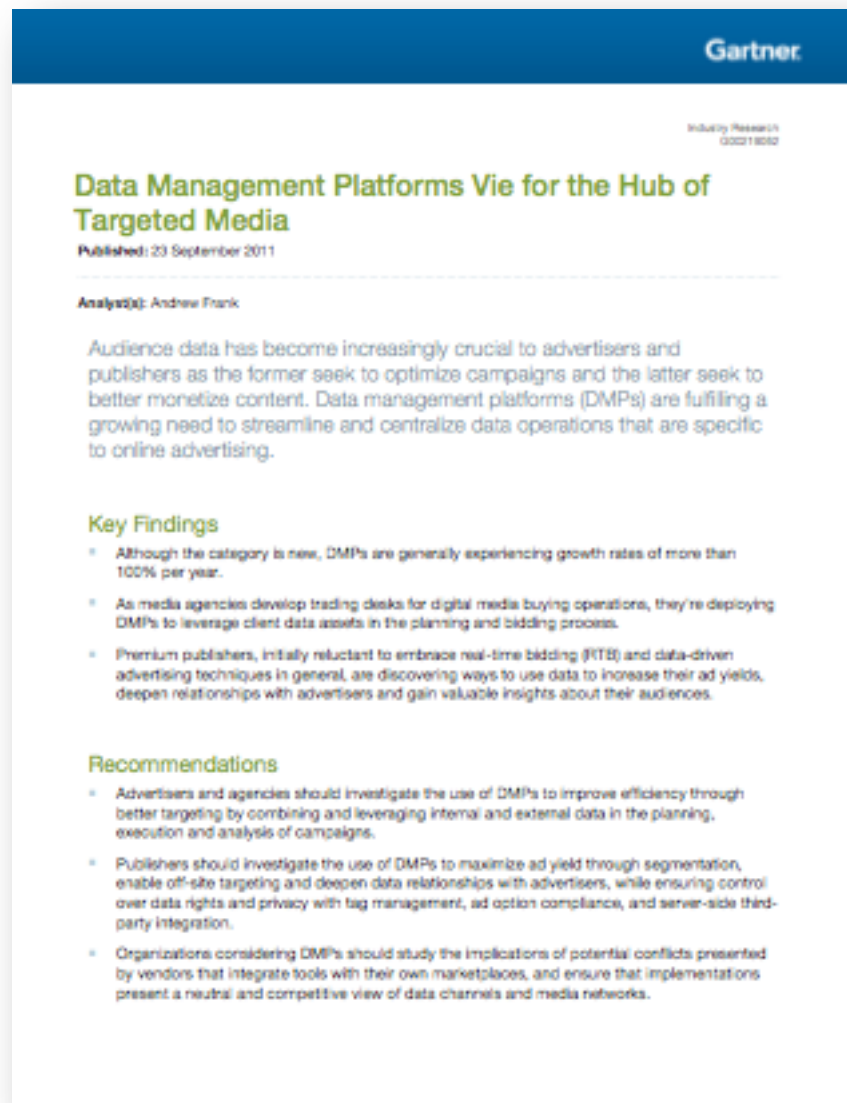 Gartner.
Industry Research
Data Management Platforms Vie for the Hub of
Targeted Media
Published: 23 September 2011
Analyst(s): Andrew Frank
Audience data has become increasingly crucial to advertisers and
publishers as the former seek to optimize campaigns and the latter seek to
better monetize content. Data management platforms (DMPs) are fulfilling a
growing need to streamline and centralize data operations that are specific
to online advertising.
Key Findings
Although the category is new, DMPs are generally experiencing growth rates of more than
100% per year.
As media agencies develop trading desks for digital media buying operations, they're deploying
DMPs to leverage client data assets in the planning and bidding process.
Premium publishers, initially reluctant to embrace real-time bidding (RTB) and data-driven
advertising techniques in general, are discovering ways to use data to increase their ad yields,
deepen relationships with advertisers and gain valuable insights about their audiences.
Recommendations
Advertisers and agencies should investigate the use of DMPs to improve efficiency through
better targeting by combining and leveraging internal and external data in the planning,
execution and analysis of campaigns.
Publishers should investigate the use of DMPs to maximize ad yield through segmentation,
enable off-site targeting and deepen data relationships with advertisers, while ensuring control
over data rights and privacy with tag management, ad option compliance, and server-side third-
party integration.
Organizations considering DMPs should study the implications of potential conflicts presented
by vendors that integrate tools with their own marketplaces, and ensure that implementations
present a neutral and competitive view of data channels and media networks.